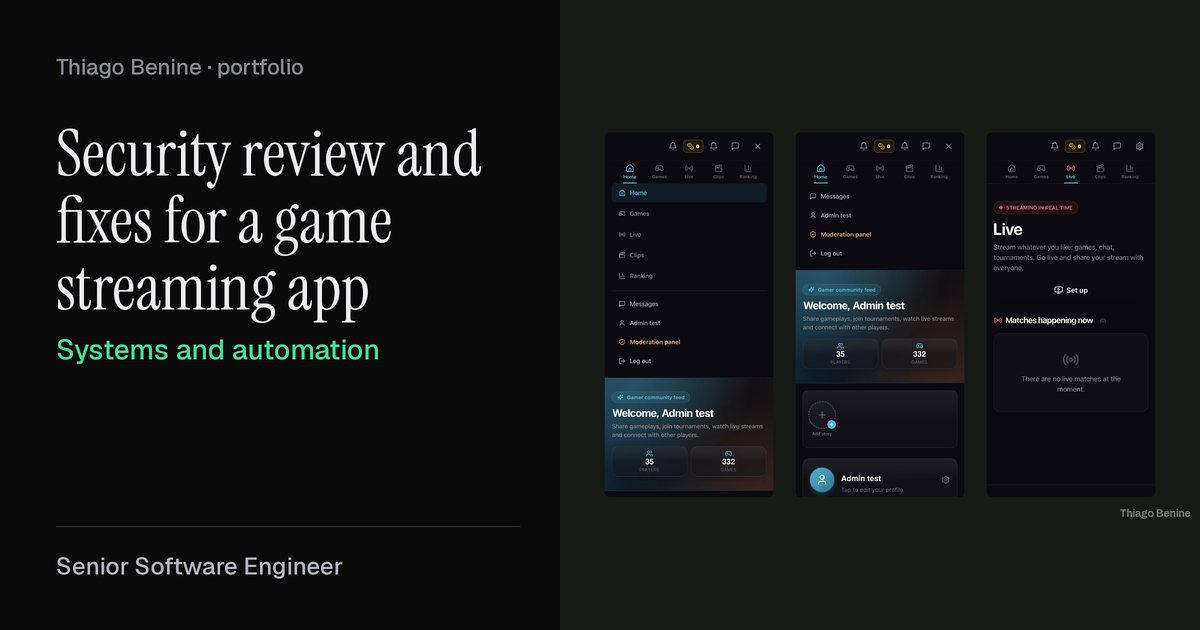 Thiago Benine · portfolio
Security review and
fixes for a game
streaming app
Systems and automation
Senior Software Engineer
0
Home Games Live Clips Ranking
Home
Games
Live
Clips
Ranking
Messages
Admin test
Moderation panel
Log out
Gamer community feed
Welcome, Admin test
Share gameplays, join tournaments, watch live streams
and connect with other players.
35 332
PLAYERS GAMES
0
Home Games Live Clips Ranking
Messages
Admin test
Moderation panel
Log out
Gamer community feed
Welcome, Admin test
Share gameplays, join tournaments, watch live streams
and connect with other players.
35 332
PLAYERS GAMES
Add story
Admin test
Tap to edit your profile
0
Home Games Live Clips Ranking
STREAMING IN REAL TIME
Live
Stream whatever you like: games, chat,
tournaments. Go live and share your stream with
everyone.
Set up
Matches happening now (0)
There are no live matches at the
moment.
Thiago Benine